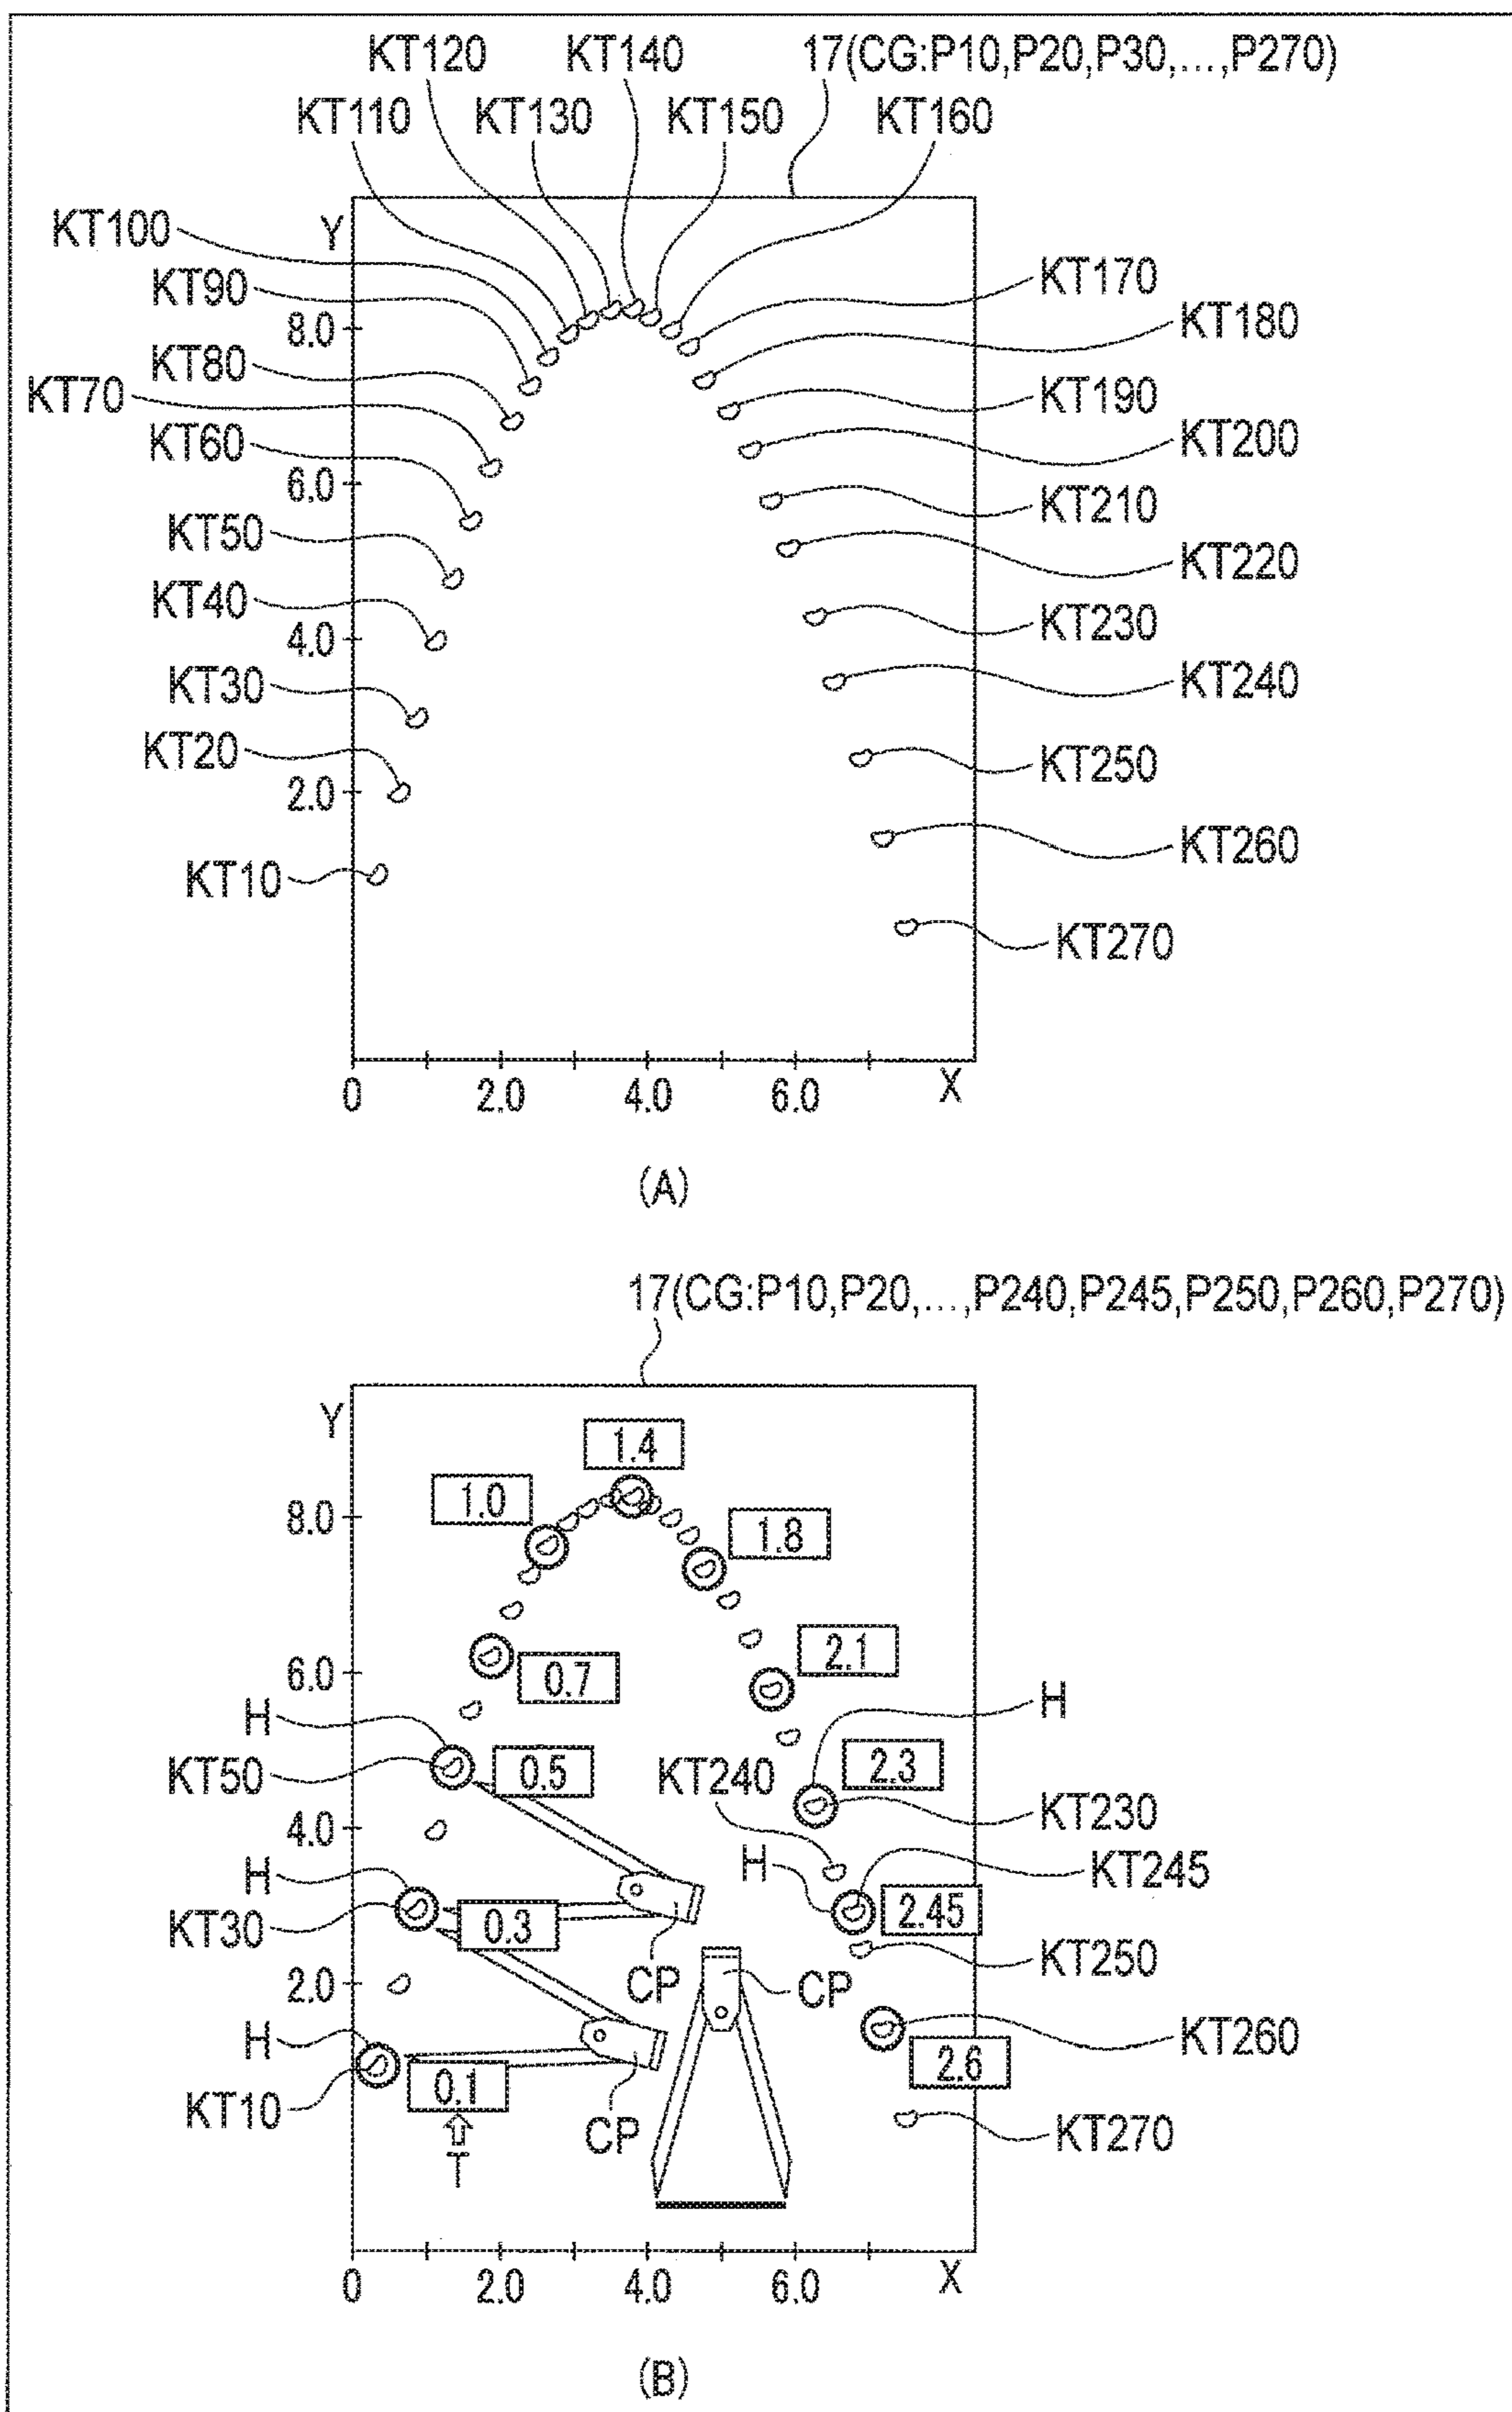 KT120 KT140 17(CG:P10,P20,P30,...,P270)
KT110 KT130 KT150 KT160
Y
KT100
KT90 KT170
8.0 KT180
KT80
KT70 KT190
KT60 KT200
6.0
KT210
KT50 KT220
KT40
4.0 KT230
KT30 KT240
KT20
2.0 KT250
KT260
KT10
KT270
0 2.0 4.0 6.0 X
(A)
17(CG:P10,P20,...,P240,P245,P250,P260,P270)
Y
1.4
1.0
8.0 1.8
2.1
6.0 0.7
H H
KT50 0.5 KT240 2.3
4.0 KT230
H H KT245
KT30 0.3 2.45
2.0 CP CP KT250
H KT260
0.1 2.6
KT10 CP KT270
T
0 2.0 4.0 6.0 X
(B)